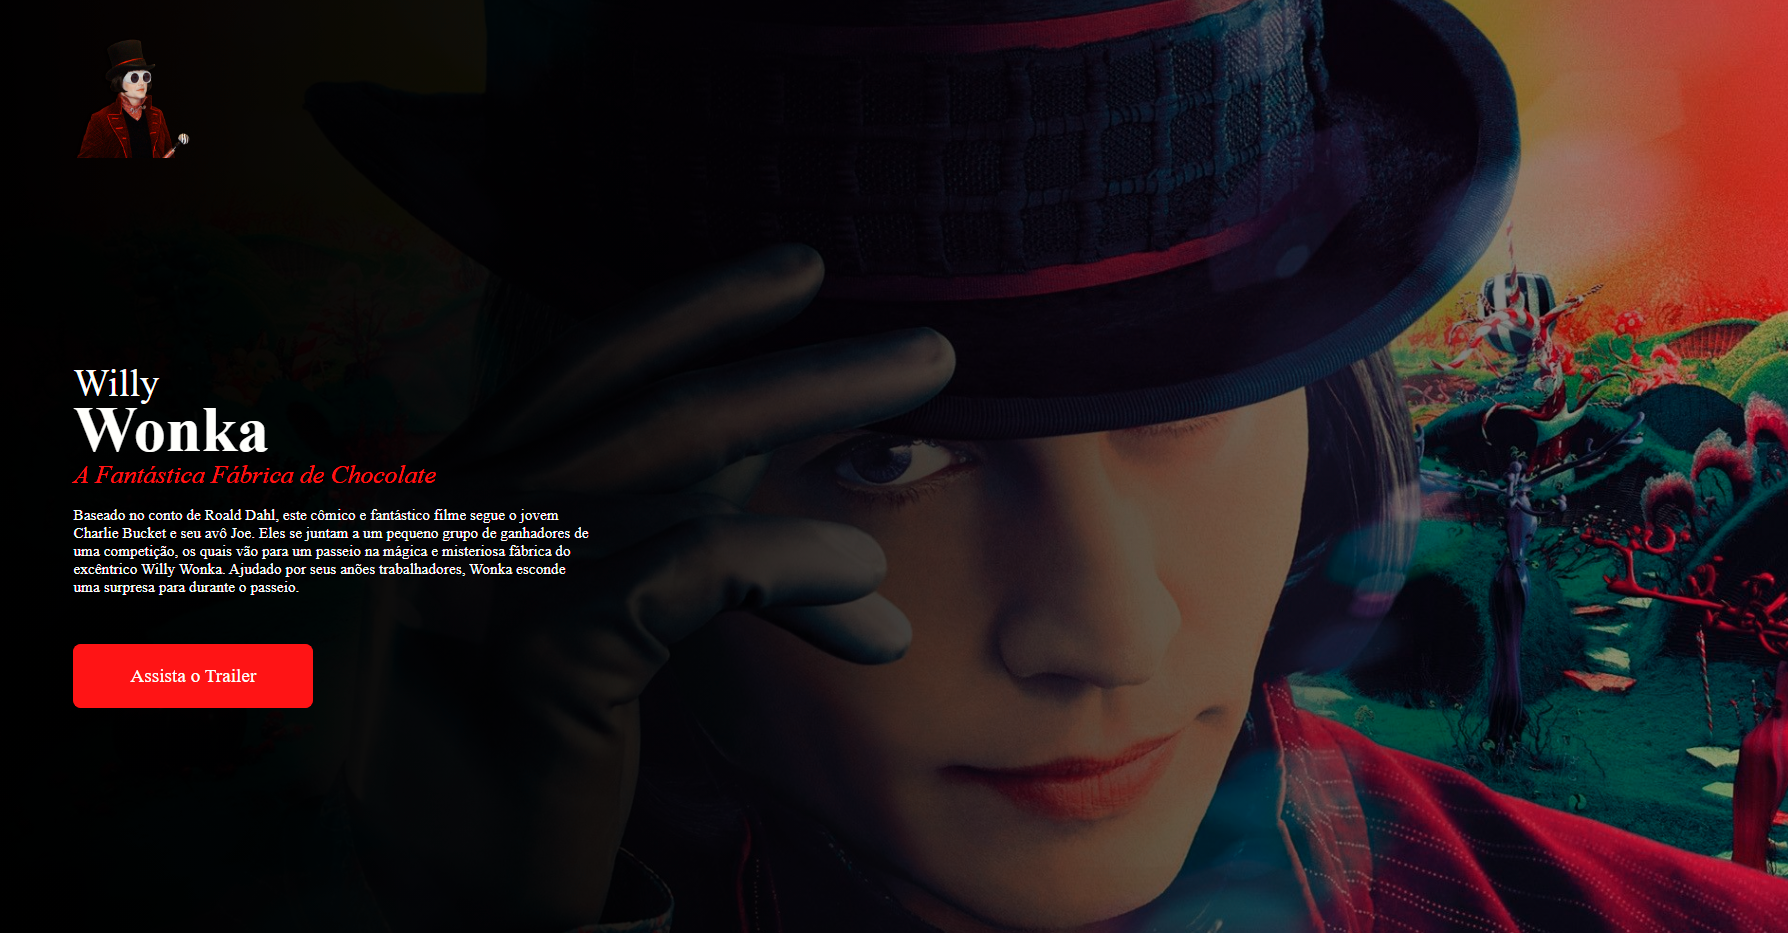 Willy
Wonka
A Fantástica Fábrica de Chocolate
Baseado no conto de Roald Dahl, este cômico e fantástico filme segue o jovem
Charlie Bucket e seu avô Joe. Eles se juntam a um pequeno grupo de ganhadores de
uma competição, os quais vão para um passeio na mágica e misteriosa fábrica do
excêntrico Willy Wonka. Ajudado por seus anões trabalhadores, Wonka esconde
uma surpresa para durante o passeio.
Assista o Trailer